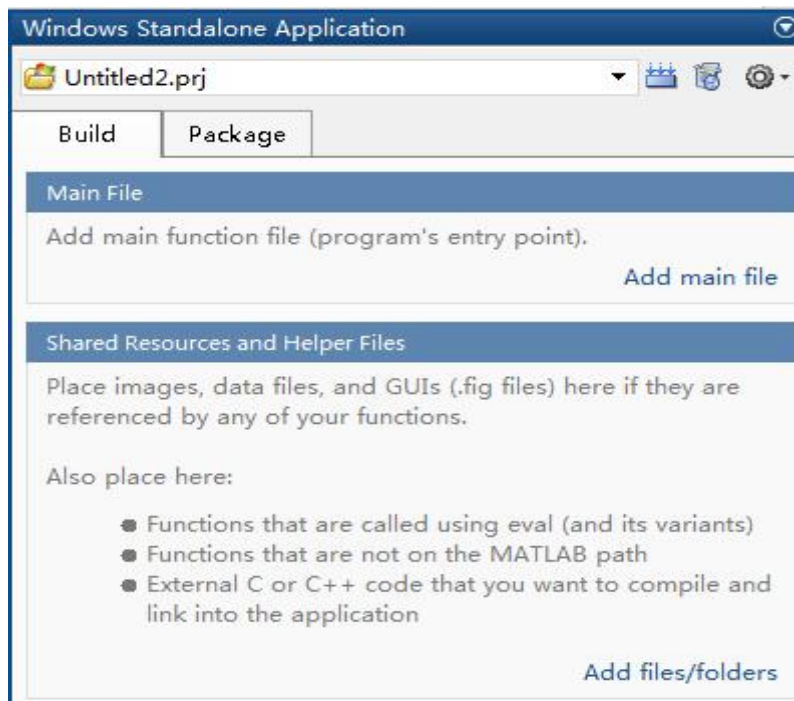 Windows Standalone Application
Untitled2.prj
Build
Package
Main File
Add main function file (program's entry point).
Add main file
Shared Resources and Helper Files
Place images, data files, and GUIs (.fig files) here if they are
referenced by any of your functions.
Also place here:
Functions that are called using eval (and its variants)
Functions that are not on the MATLAB path
External C or C++ code that you want to compile and
link into the application
Add files/folders